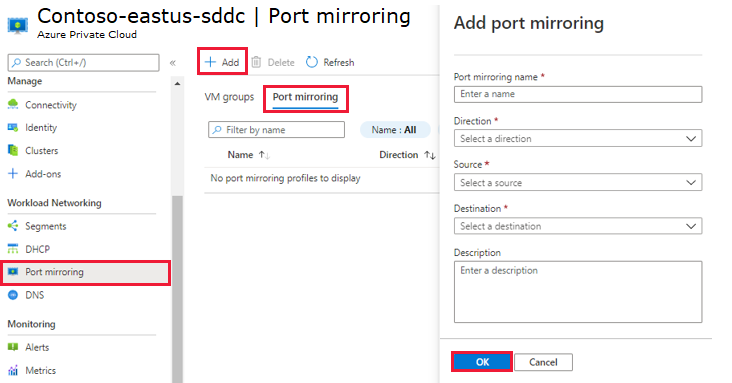 Contoso-eastus-sddc | Port mirroring
Azure Private Cloud
Search (Ctrl+/)
«
Manage
Connectivity
Identity
Clusters
Add-ons
Workload Networking
Segments
DHCP
Port mirroring
DNS
Monitoring
Alerts
Metrics
Add Delete Refresh
VM groups Port mirroring
Filter by name Name : All
Name ↑↓ Direction ↑↓
No port mirroring profiles to display
Add port mirroring
Port mirroring name *
Enter a name
Direction *
Select a direction
Source *
Select a source
Destination *
Select a destination
Description
Enter a description
OK Cancel